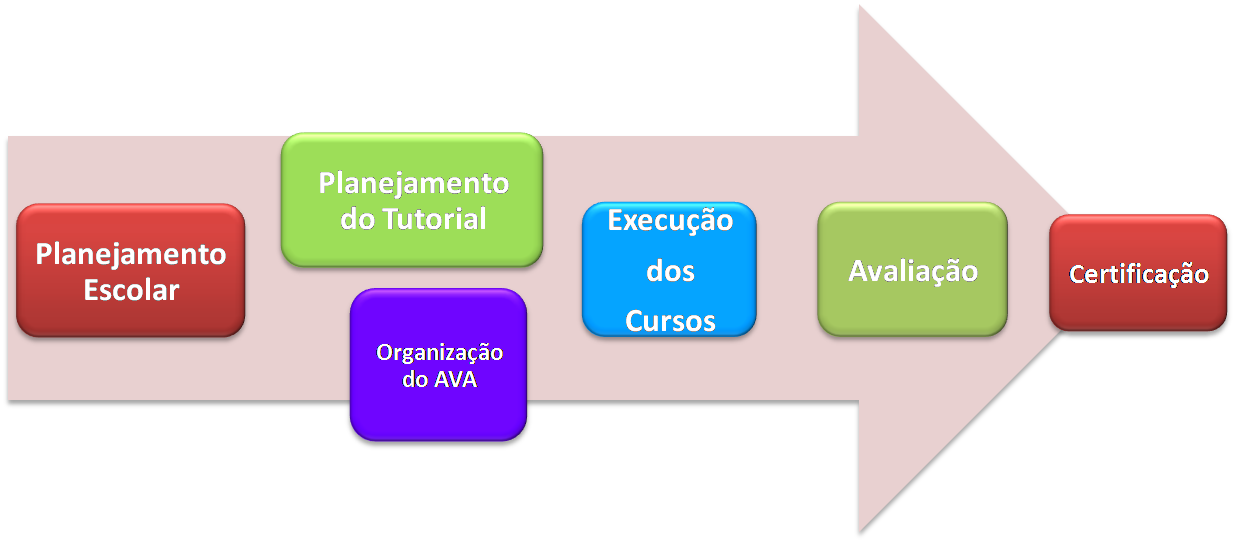 Planejamento
Escolar
Planejamento
do Tutorial
Organização
do AVA
Execução
dos
Cursos
Avaliação
Certificação